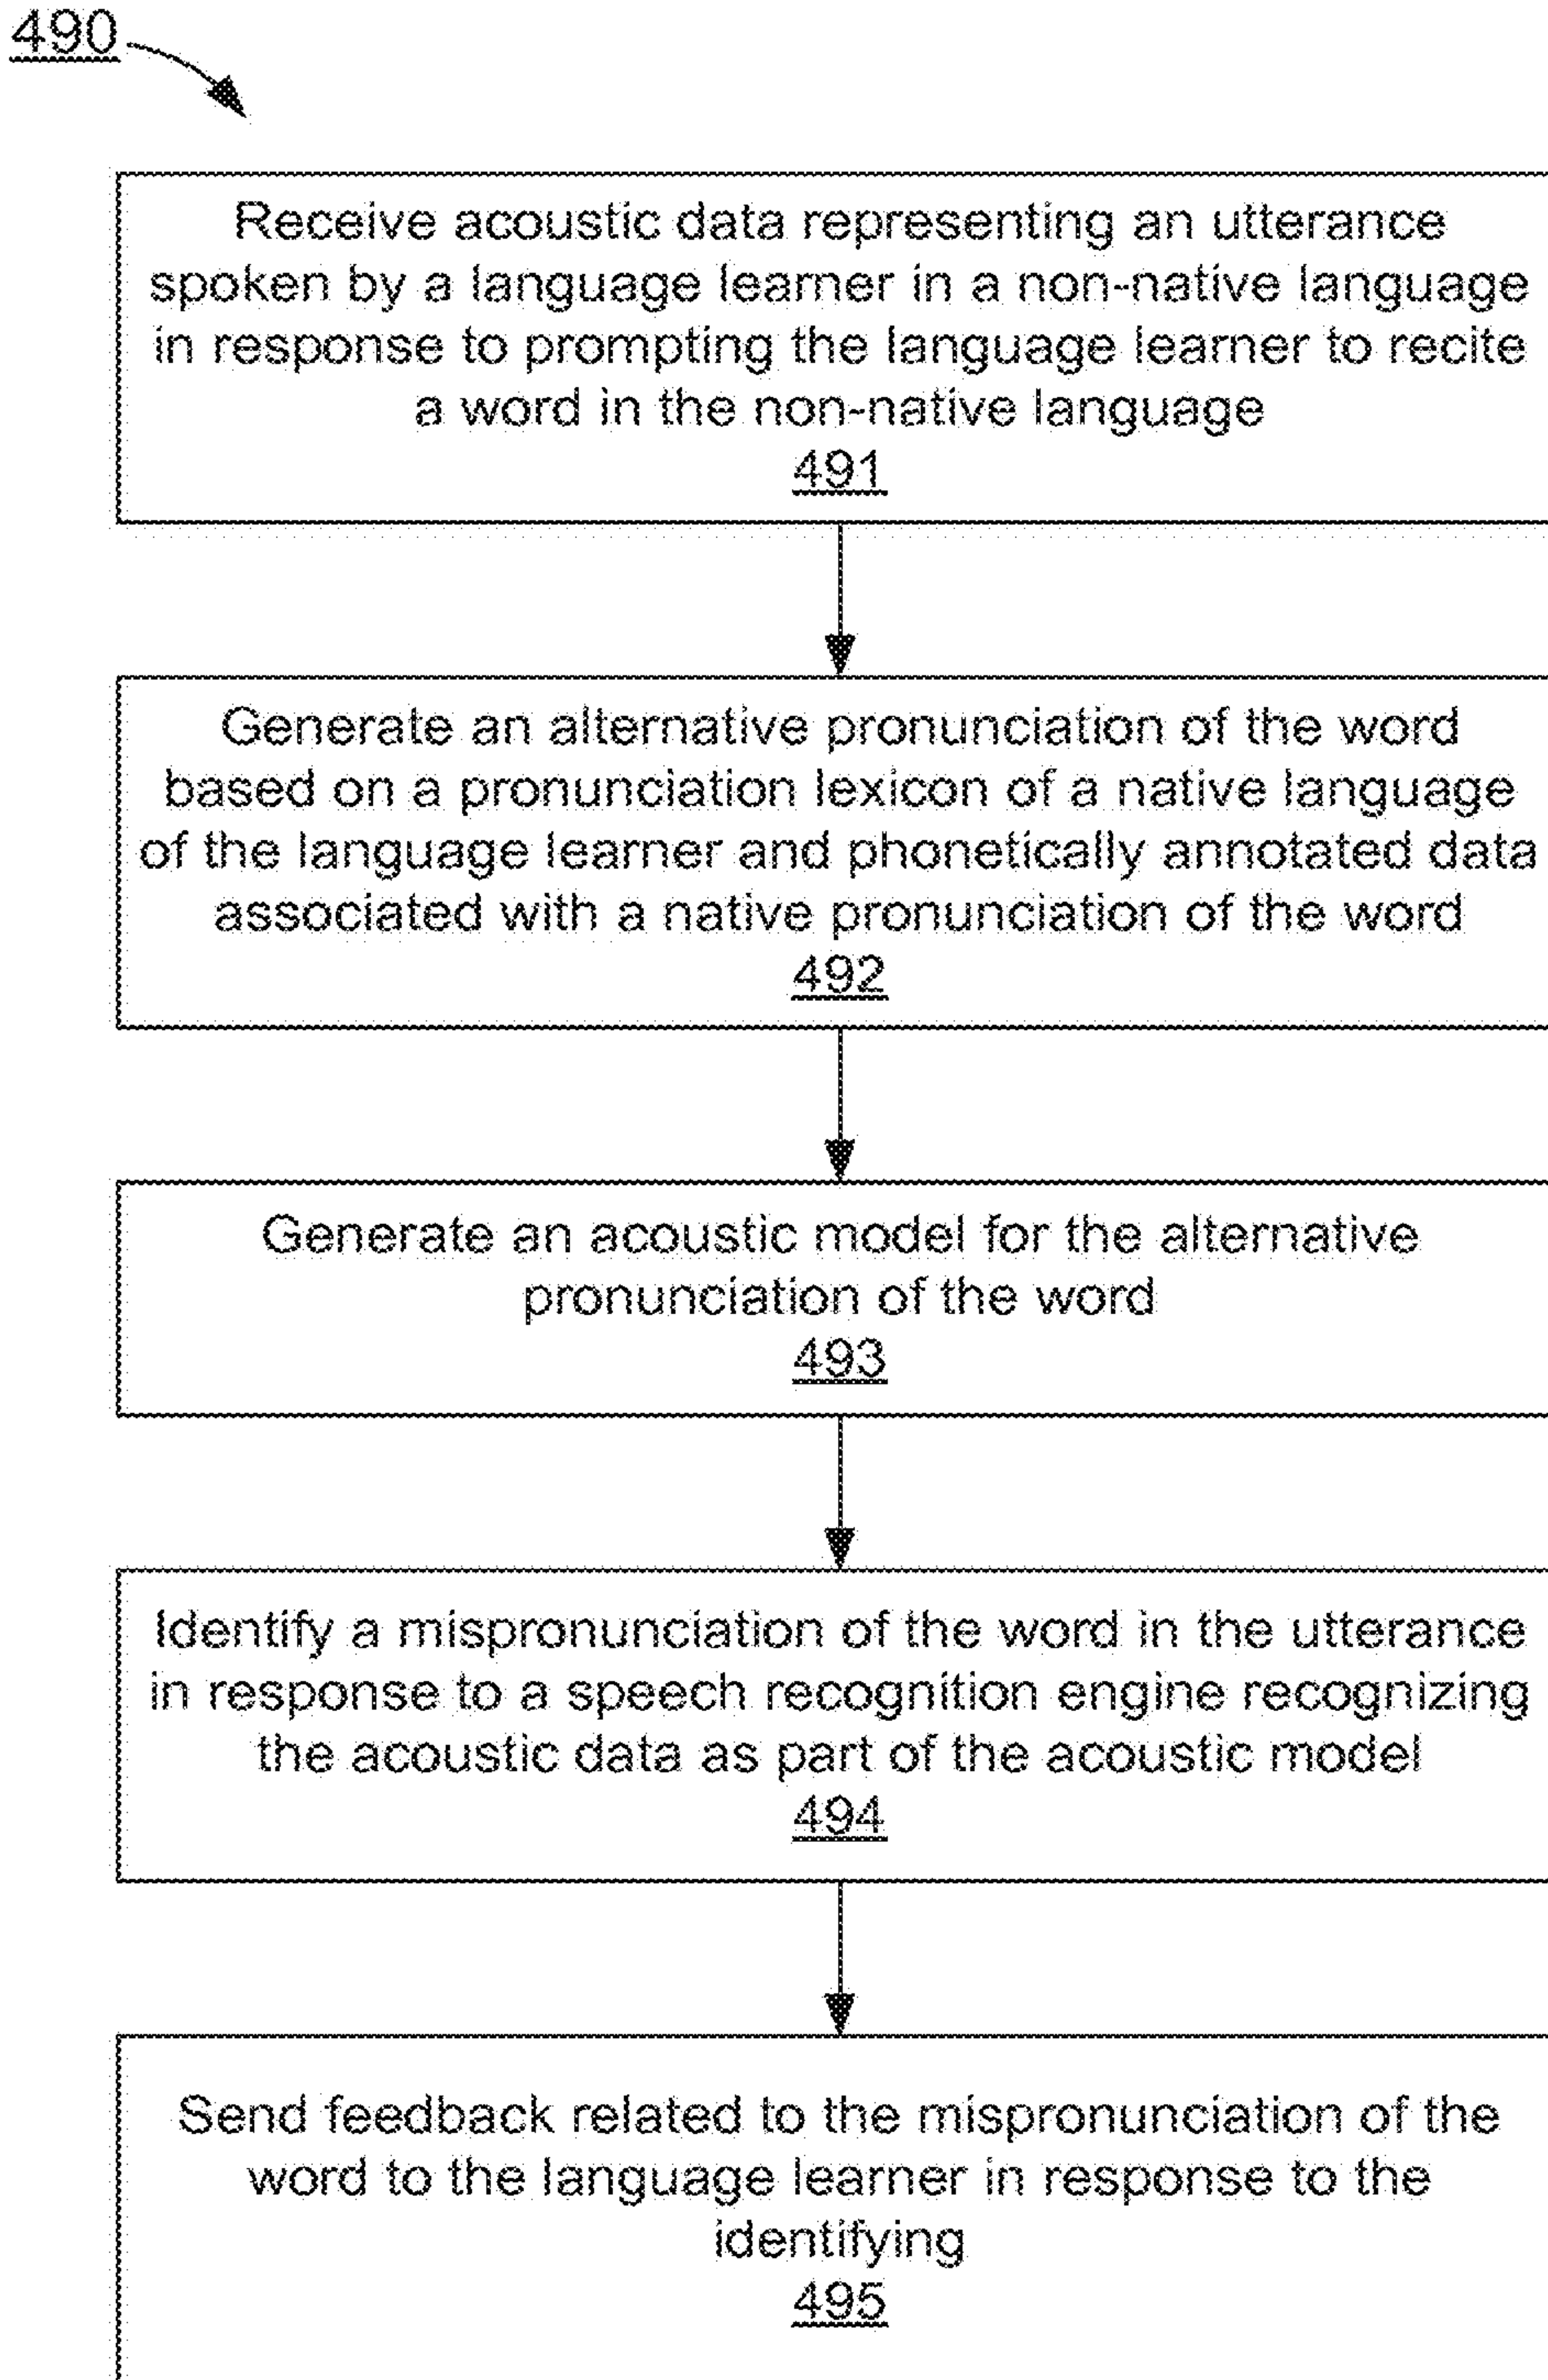 490
Receive acoustic data representing an utterance
spoken by a language learner in a non-native language
in response to prompting the language learner to recite
a word in the non-native language
491
Generate an alternative pronunciation of the word
based on a pronunciation lexicon of a native language
of the language learner and phonetically annotated data
associated with a native pronunciation of the word
492
Generate an acoustic model for the alternative
pronunciation of the word
493
Identify a mispronunciation of the word in the utterance
in response to a speech recognition engine recognizing
the acoustic data as part of the acoustic model
494
Send feedback related to the mispronunciation of the
word to the language learner in response to the
identifying
495